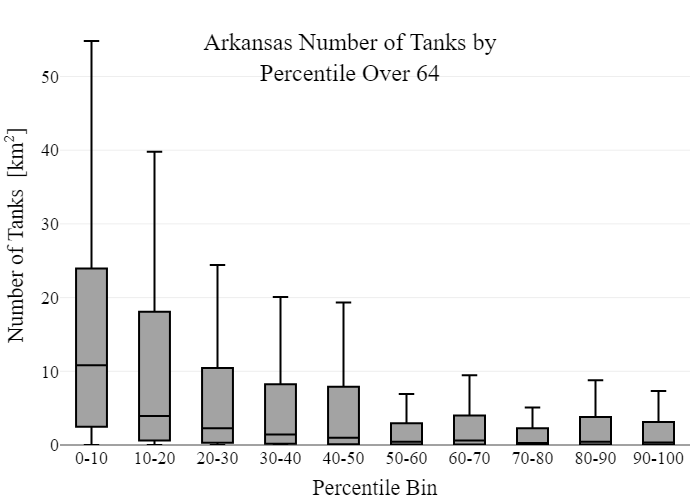 Arkansas Number of Tanks by
Percentile Over 64
Number of Tanks [km²]
50
40
30
20
10
0
0-10 10-20 20-30 30-40 40-50 50-60 60-70 70-80 80-90 90-100
Percentile Bin